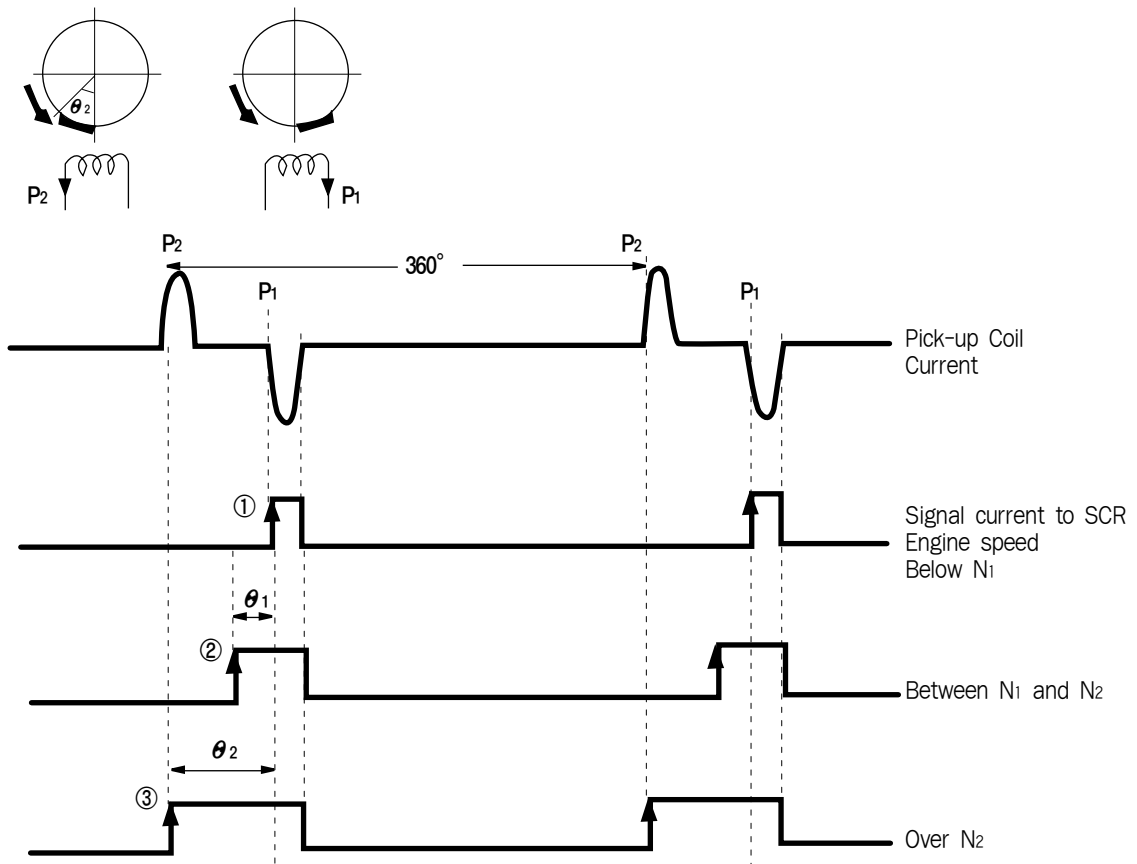 θ2
P2
P1
P2
P2
360°
P1
P1
Pick-up Coil
Current
①
Signal current to SCR
Engine speed
Below N1
θ1
②
Between N1 and N2
θ2
③
Over N2